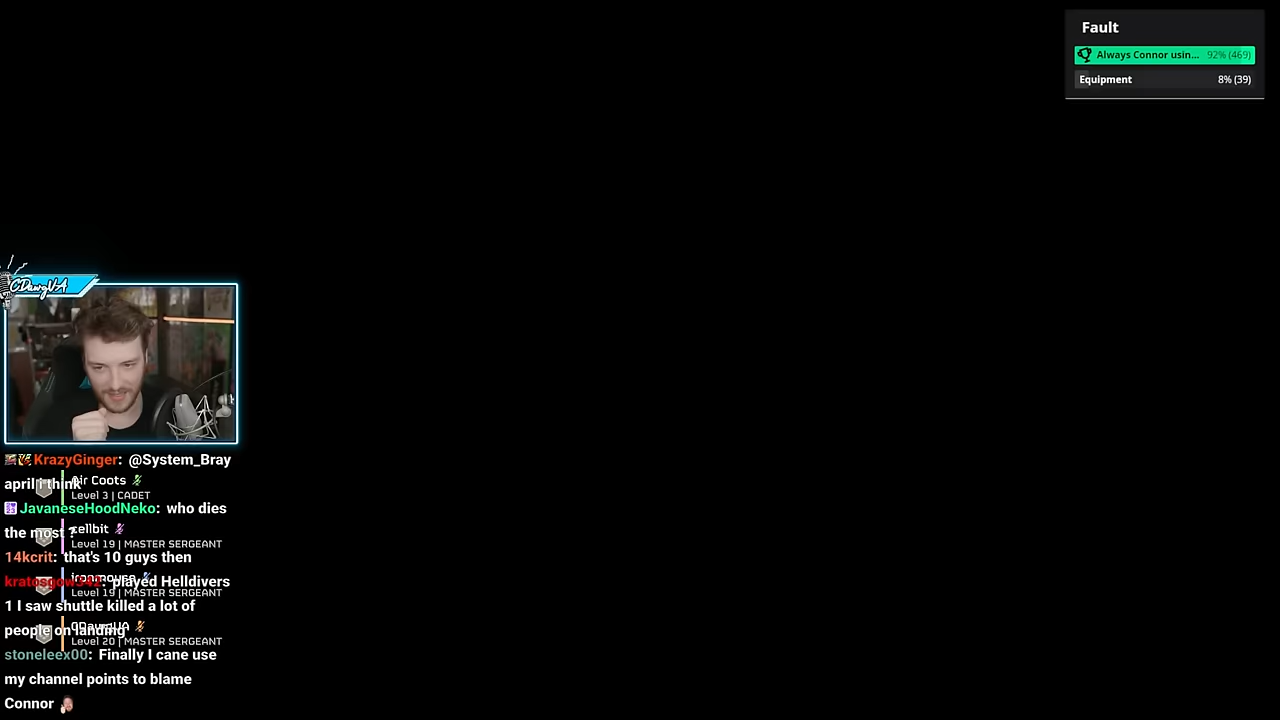 Fault
Always Connor usin... 92% (469)
Equipment 8% (39)
CDawgVA
KrazyGinger: @System_Bray
april i think
Air Coots
Level 3 | CADET
JavaneseHoodNeko: who dies
the most ?
cellbit
Level 19 | MASTER SERGEANT
14kcrit: that's 10 guys then
ironmouse
kratosgow342: played Helldivers
Level 19 | MASTER SERGEANT
1 I saw shuttle killed a lot of
people on landing
CDawgVA
Level 20 | MASTER SERGEANT
stoneleex00: Finally I cane use
my channel points to blame
Connor